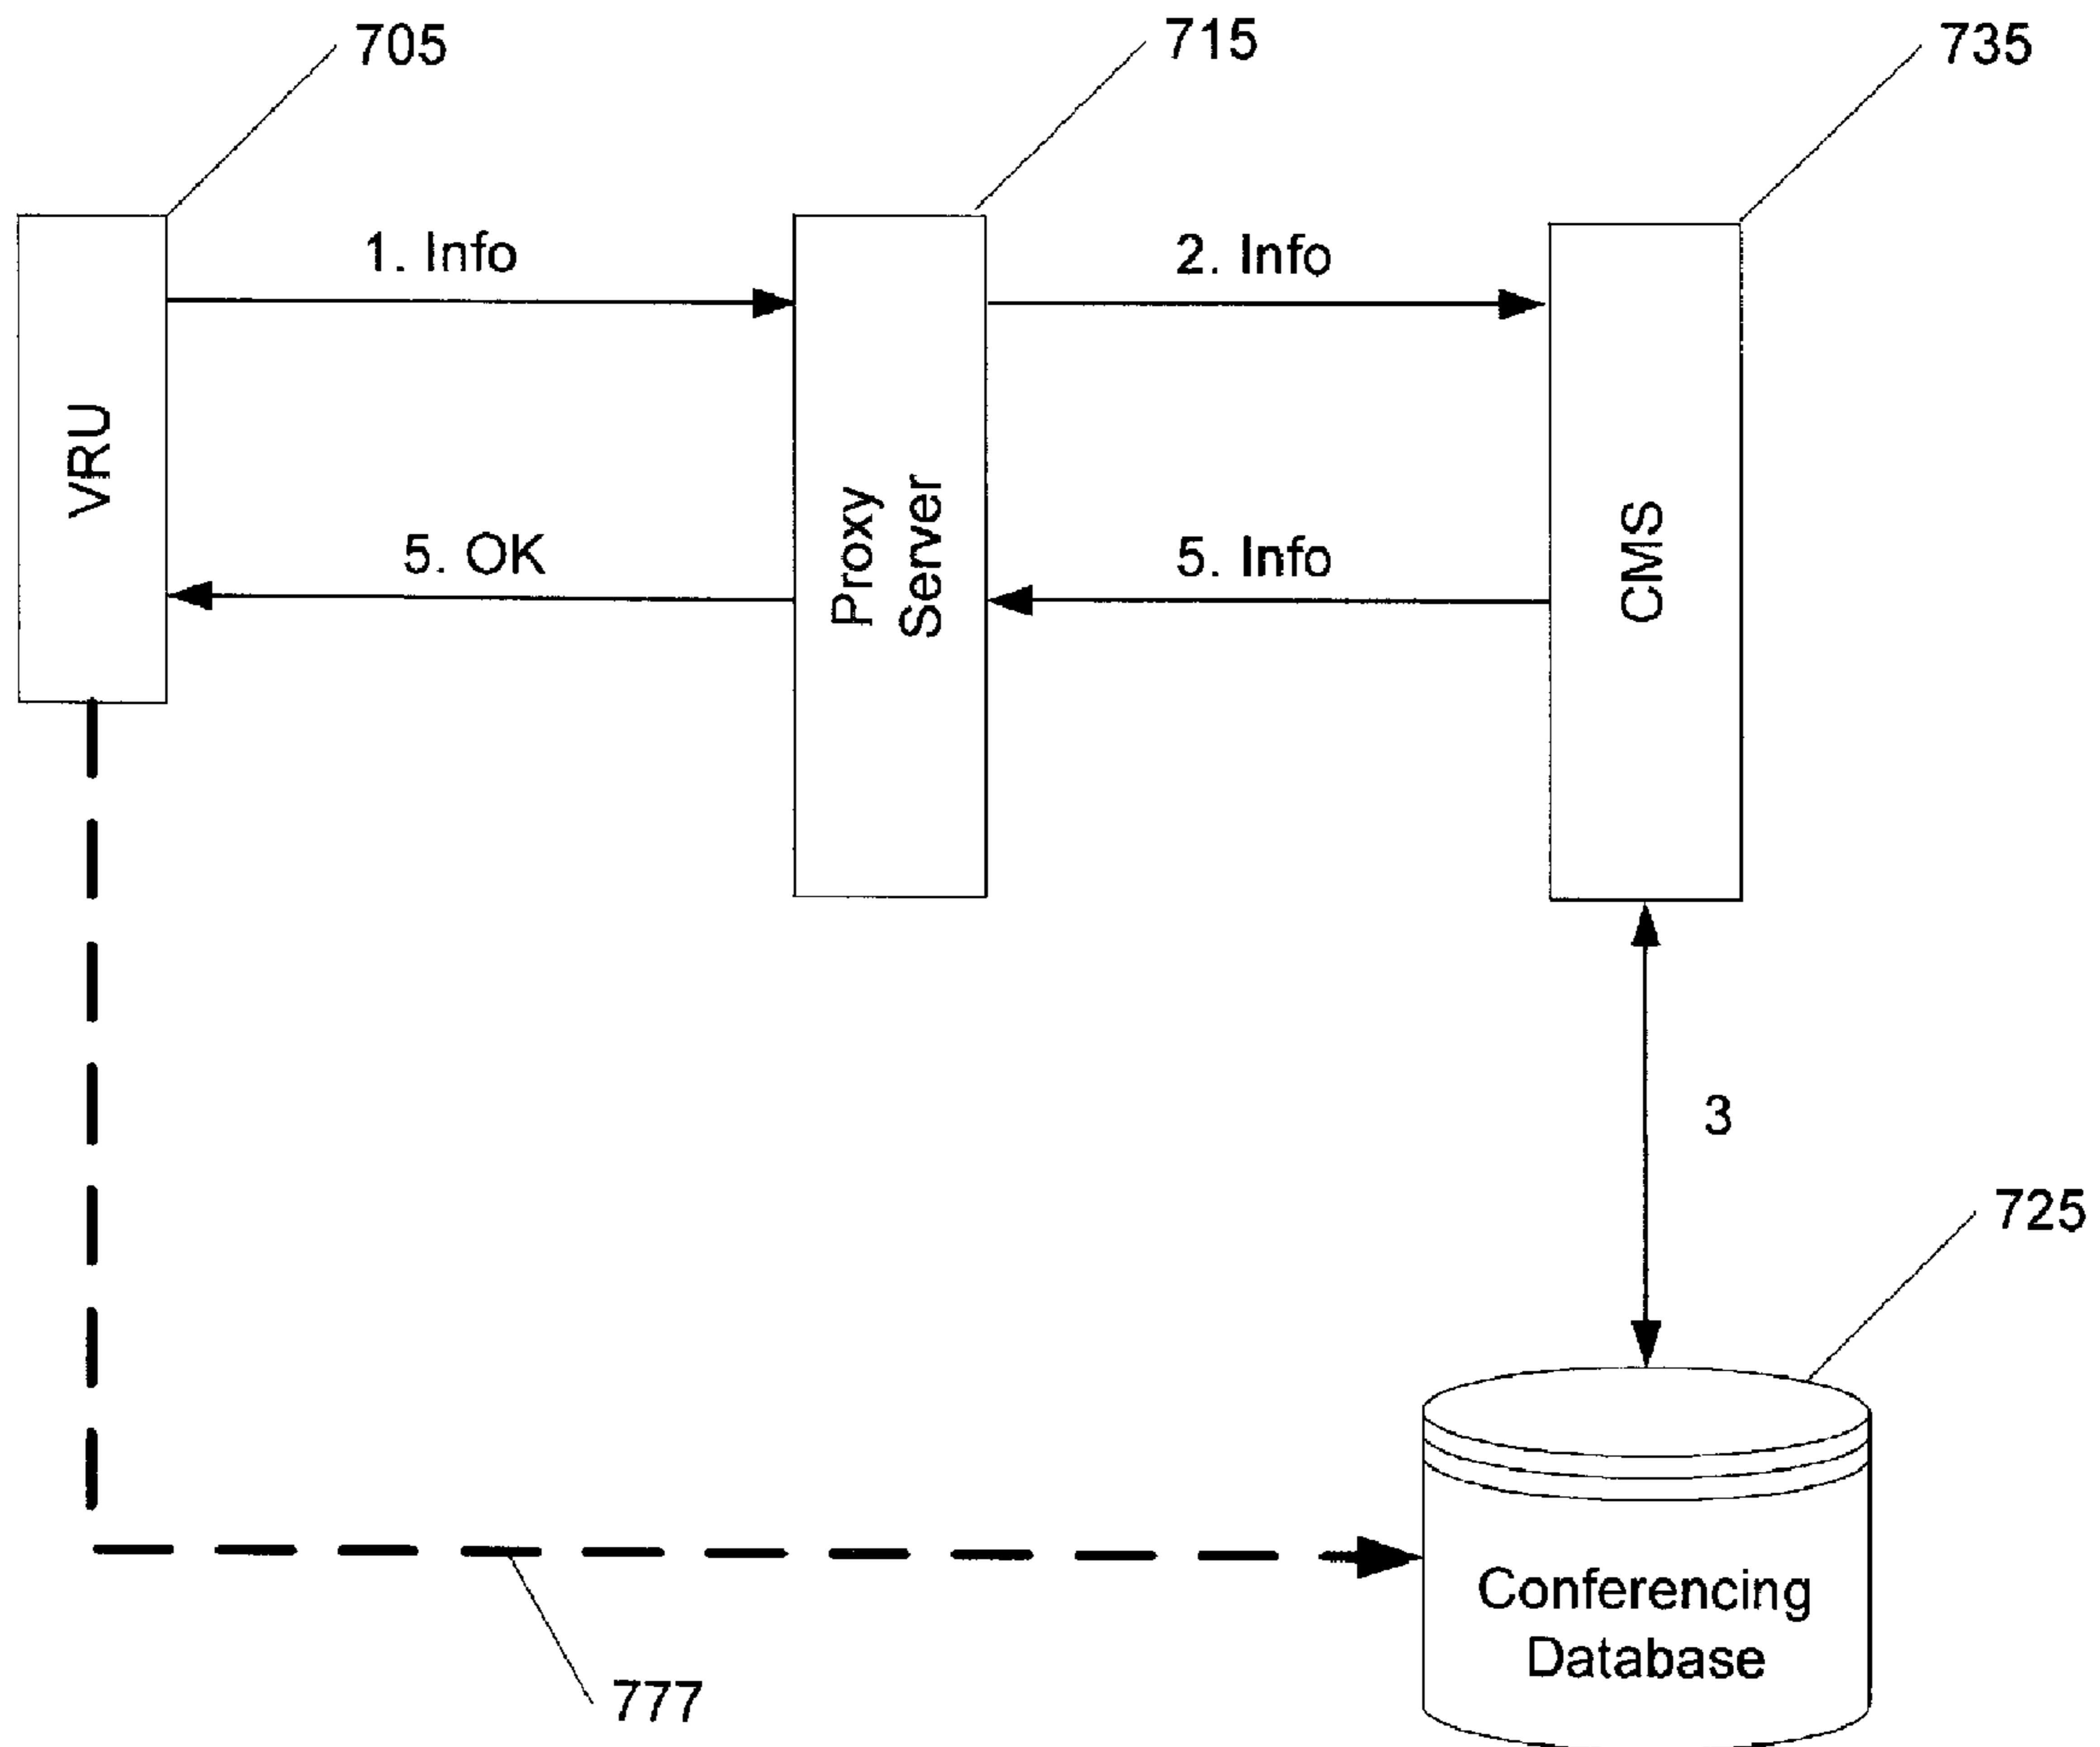 705
715
735
1. Info
2. Info
VRU
Proxy
Server
CMS
5. OK
5. Info
3
725
Conferencing
Database
777